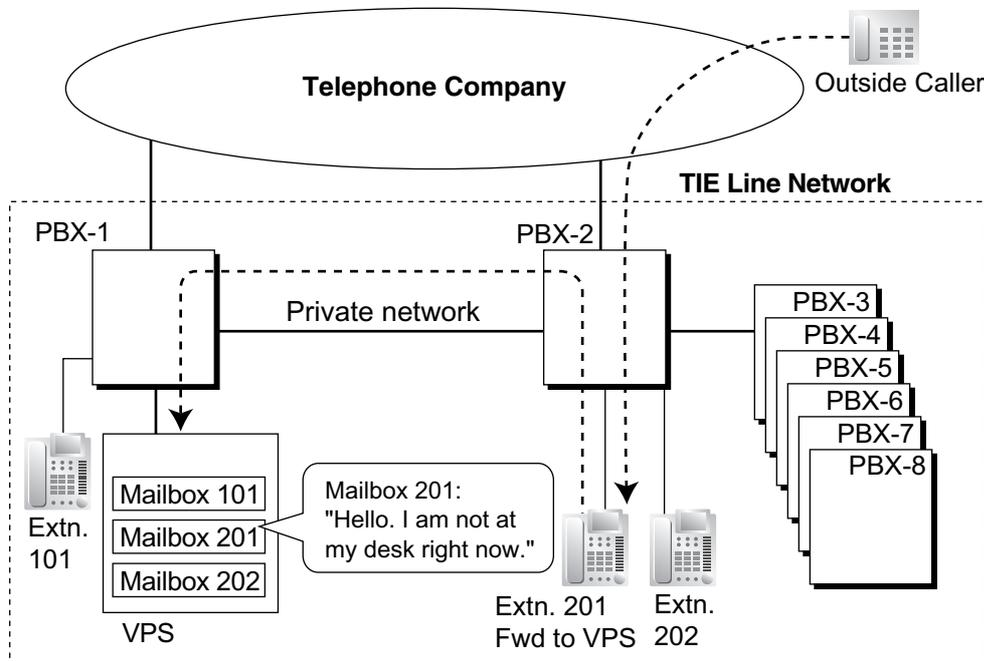 Telephone Company
Outside Caller
TIE Line Network
PBX-1
PBX-2
Private network
PBX-3
PBX-4
PBX-5
PBX-6
PBX-7
PBX-8
Extn.
101
Mailbox 101
Mailbox 201
Mailbox 202
VPS
Mailbox 201:
"Hello. I am not at
my desk right now."
Extn. 201
Fwd to VPS
Extn.
202